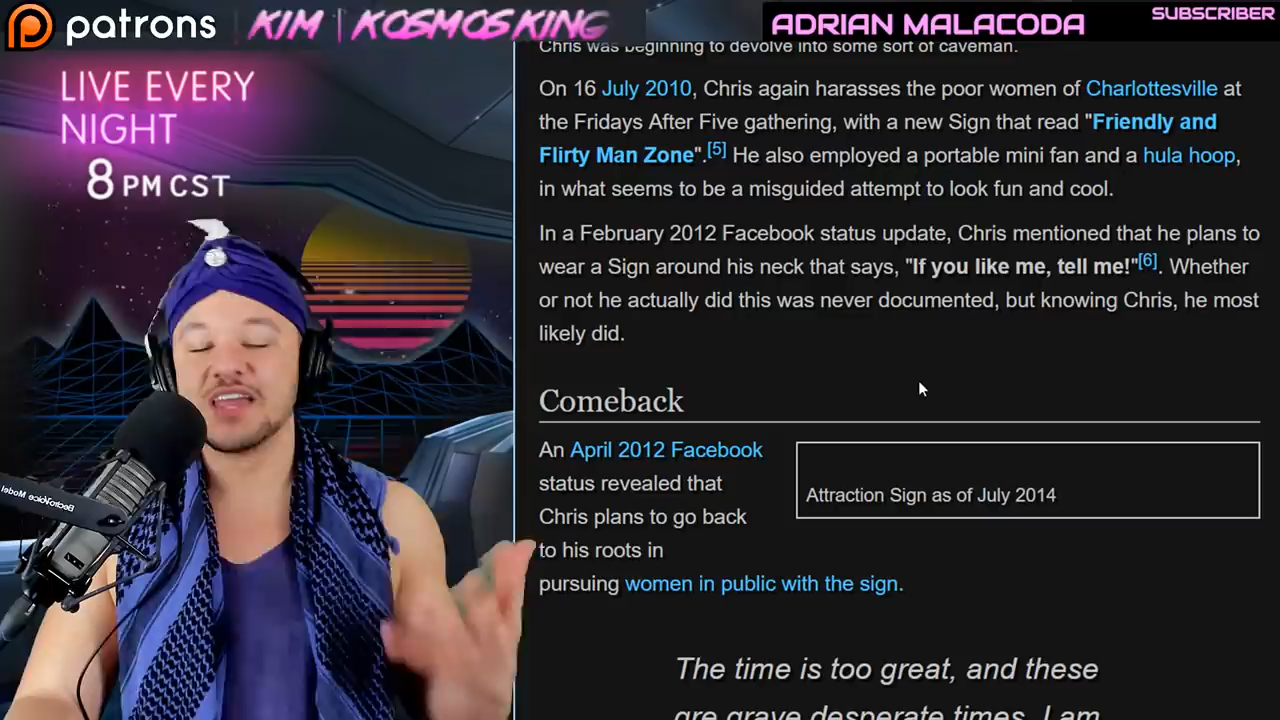 patrons
KIM | KOSMOSKING
ADRIAN MALACODA
SUBSCRIBER
LIVE EVERY
NIGHT
8 PM CST
Chris was beginning to devolve into some sort of caveman.
On 16 July 2010, Chris again harasses the poor women of Charlottesville at
the Fridays After Five gathering, with a new Sign that read "Friendly and
Flirty Man Zone".[5] He also employed a portable mini fan and a hula hoop,
in what seems to be a misguided attempt to look fun and cool.
In a February 2012 Facebook status update, Chris mentioned that he plans to
wear a Sign around his neck that says, "If you like me, tell me!"[6]. Whether
or not he actually did this was never documented, but knowing Chris, he most
likely did.
Comeback
An April 2012 Facebook
status revealed that
Chris plans to go back
to his roots in
pursuing women in public with the sign.
Attraction Sign as of July 2014
The time is too great, and these
are grave desperate times. I am